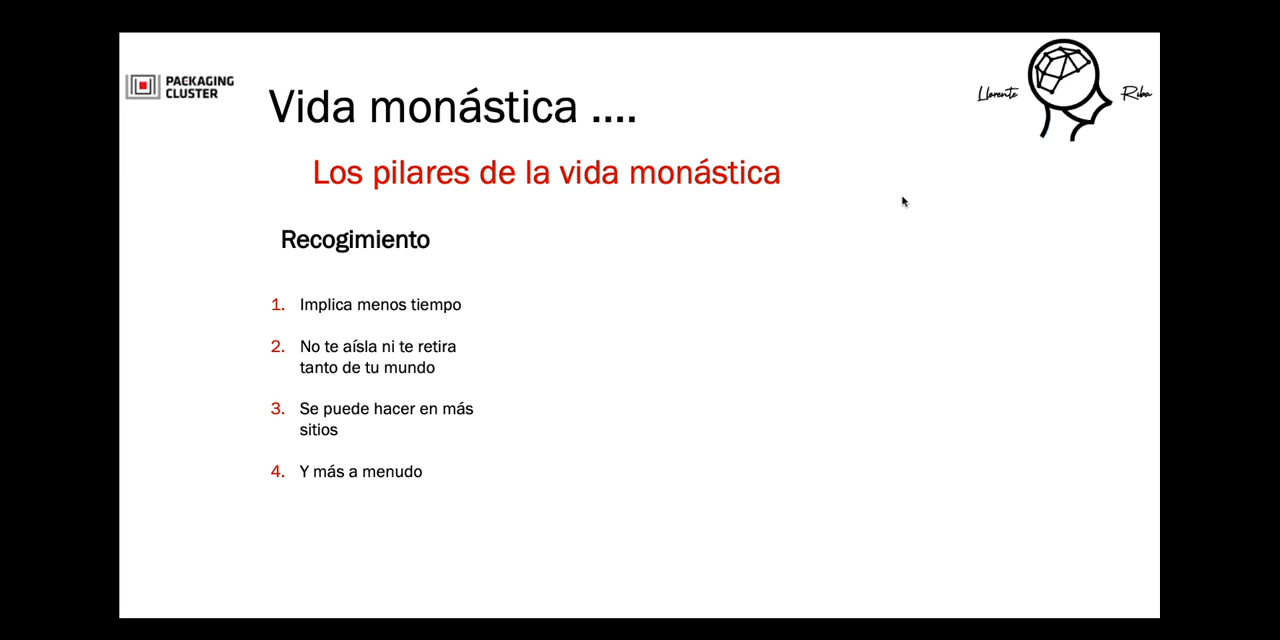 PACKAGING
CLUSTER
Vida monástica ....
Llorente
Riba
Los pilares de la vida monástica
Recogimiento
1. Implica menos tiempo
2. No te aísla ni te retira
tanto de tu mundo
3. Se puede hacer en más
sitios
4. Y más a menudo